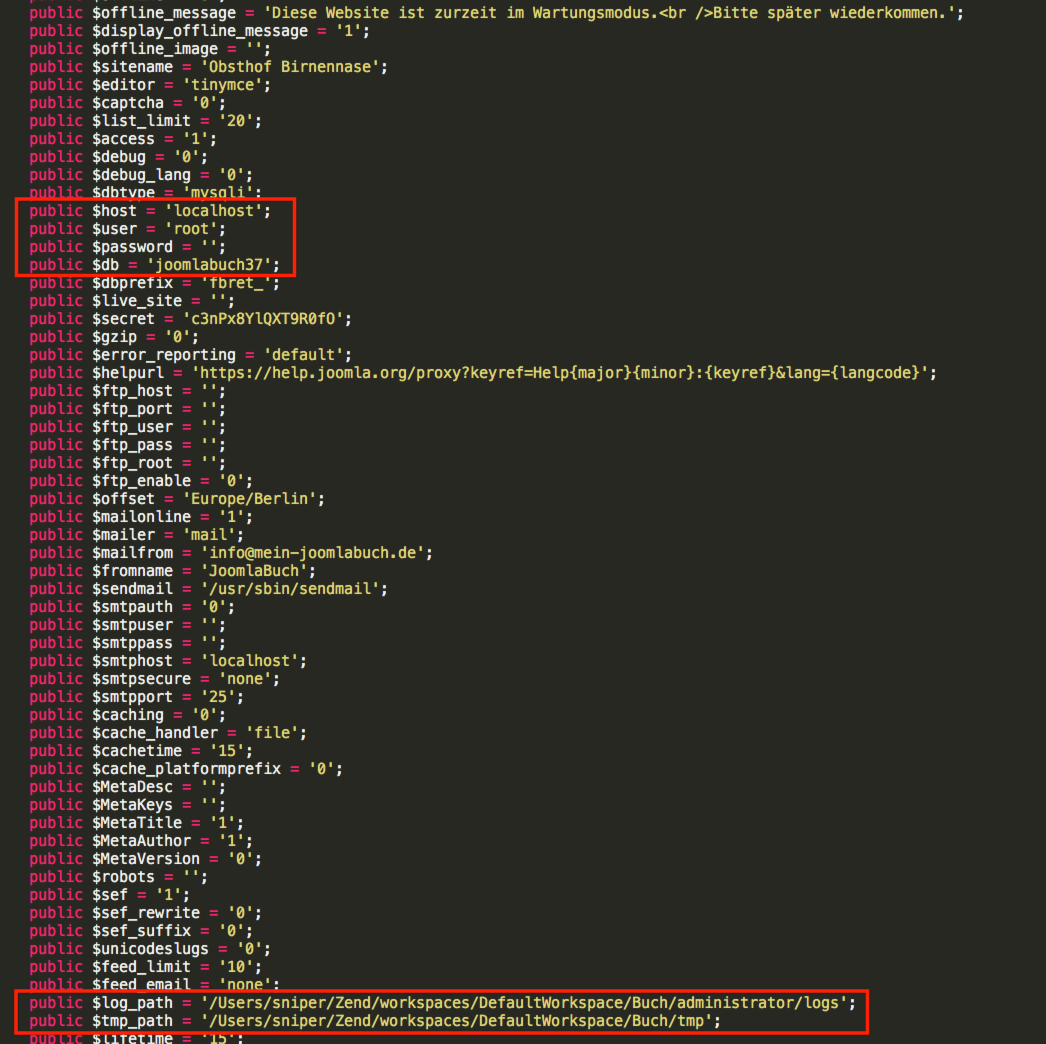 public $offline_message = 'Diese Website ist zurzeit im Wartungsmodus.<br />Bitte später wiederkommen.';
public $display_offline_message = '1';
public $offline_image = '';
public $sitename = 'Obsthof Birnennase';
public $editor = 'tinymce';
public $captcha = '0';
public $list_limit = '20';
public $access = '1';
public $debug = '0';
public $debug_lang = '0';
public $dbtype = 'mysqli';
public $host = 'localhost';
public $user = 'root';
public $password = '';
public $db = 'joomlabuch37';
public $dbprefix = 'fbret_';
public $live_site = '';
public $secret = 'c3nPx8YlQXT9R0fO';
public $gzip = '0';
public $error_reporting = 'default';
public $helpurl = 'https://help.joomla.org/proxy?keyref=Help{major}{minor}:{keyref}&lang={langcode}';
public $ftp_host = '';
public $ftp_port = '';
public $ftp_user = '';
public $ftp_pass = '';
public $ftp_root = '';
public $ftp_enable = '0';
public $offset = 'Europe/Berlin';
public $mailonline = '1';
public $mailer = 'mail';
public $mailfrom = 'info@mein-joomlabuch.de';
public $fromname = 'JoomlaBuch';
public $sendmail = '/usr/sbin/sendmail';
public $smtpauth = '0';
public $smtpuser = '';
public $smtppass = '';
public $smtphost = 'localhost';
public $smtpsecure = 'none';
public $smtpport = '25';
public $caching = '0';
public $cache_handler = 'file';
public $cachetime = '15';
public $cache_platformprefix = '0';
public $MetaDesc = '';
public $MetaKeys = '';
public $MetaTitle = '1';
public $MetaAuthor = '1';
public $MetaVersion = '0';
public $robots = '';
public $sef = '1';
public $sef_rewrite = '0';
public $sef_suffix = '0';
public $unicodeslugs = '0';
public $feed_limit = '10';
public $feed_email = 'none';
public $log_path = '/Users/sniper/Zend/workspaces/DefaultWorkspace/Buch/administrator/logs';
public $tmp_path = '/Users/sniper/Zend/workspaces/DefaultWorkspace/Buch/tmp';
public $lifetime = '15';